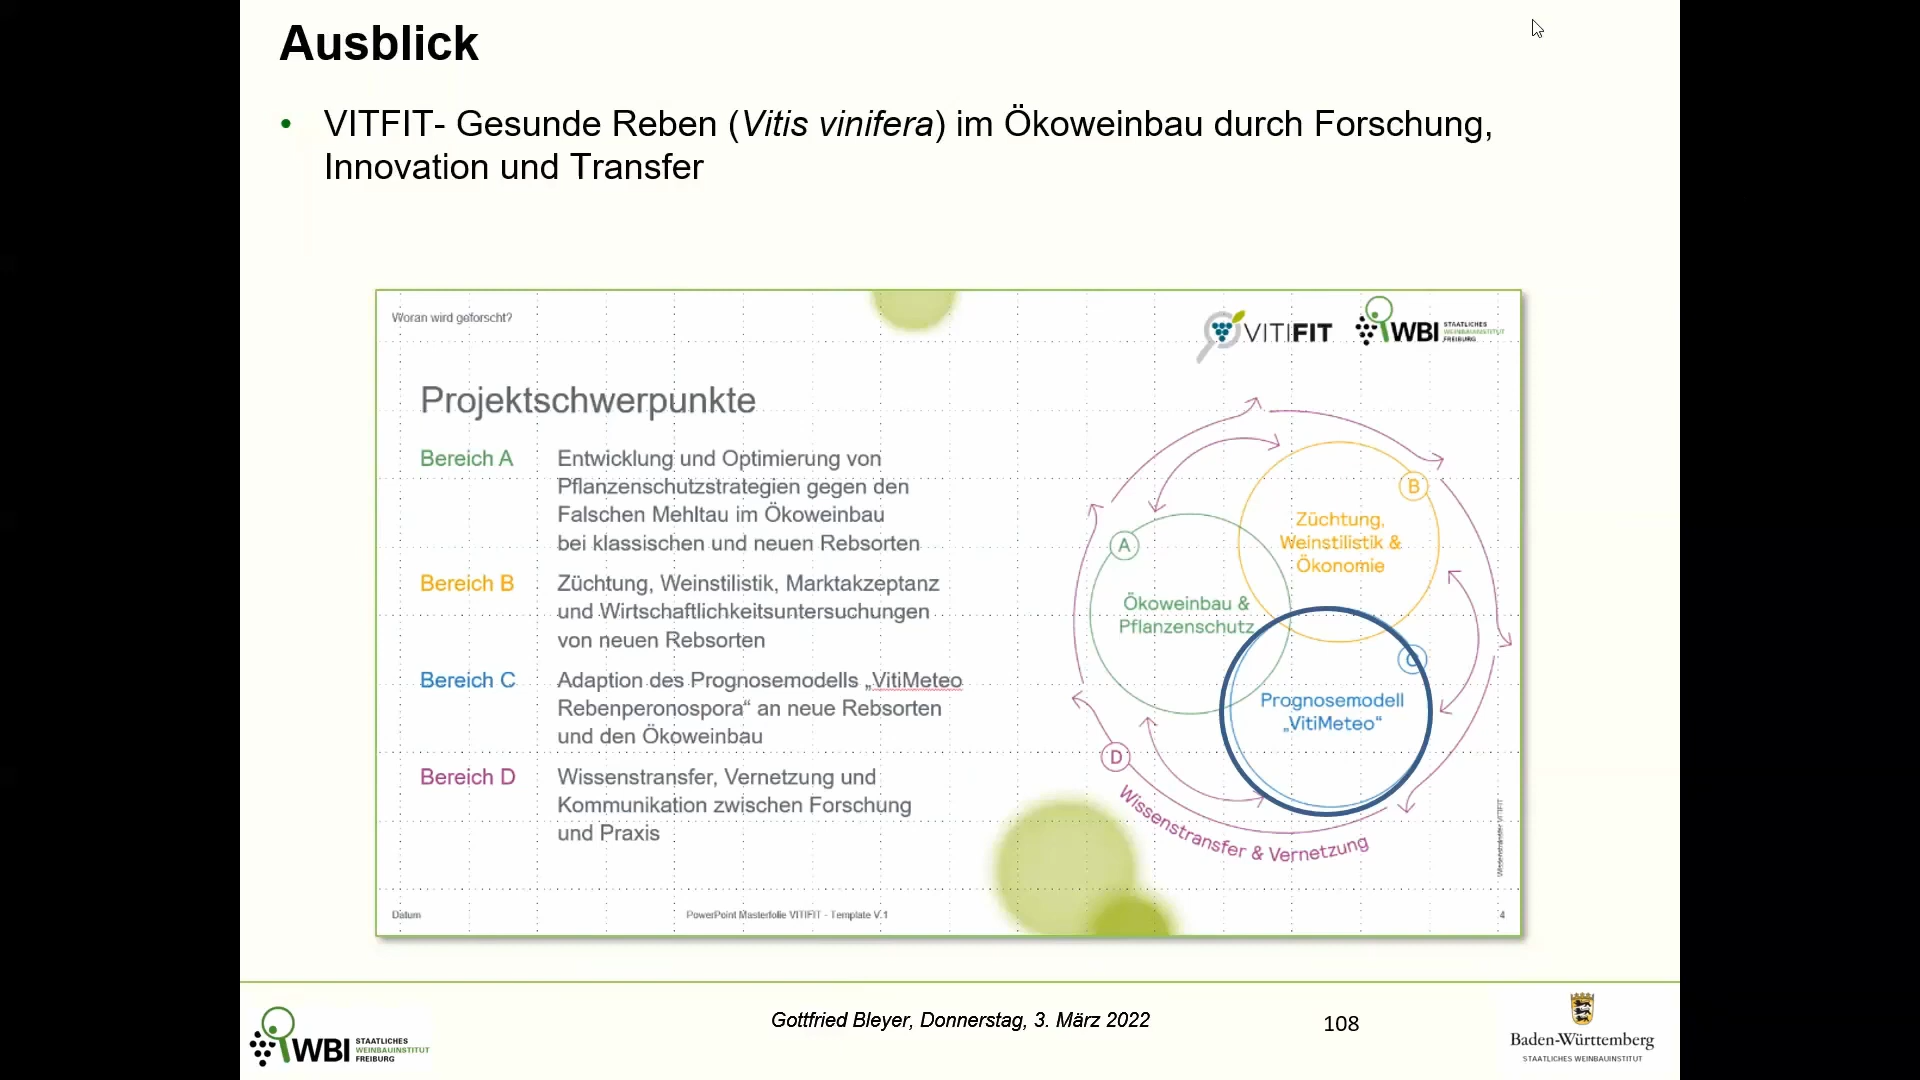 Ausblick
• VITFIT- Gesunde Reben (Vitis vinifera) im Ökoweinbau durch Forschung,
Innovation und Transfer
Woran wird geforscht?
VITIFIT
WBI STAATLICHES
WEINBAUINSTITUT
FREIBURG
Projektschwerpunkte
Bereich A
Entwicklung und Optimierung von
Pflanzenschutzstrategien gegen den
Falschen Mehltau im Ökoweinbau
bei klassischen und neuen Rebsorten
Bereich B
Züchtung, Weinstilistik, Marktakzeptanz
und Wirtschaftlichkeitsuntersuchungen
von neuen Rebsorten
Bereich C
Adaption des Prognosemodells „VitiMeteo
Rebenperonospora“ an neue Rebsorten
und den Ökoweinbau
Bereich D
Wissenstransfer, Vernetzung und
Kommunikation zwischen Forschung
und Praxis
A
Ökoweinbau &
Pflanzenschutz
B
Züchtung,
Weinstilistik &
Ökonomie
C
Prognosemodell
„VitiMeteo“
D
Wissenstransfer & Vernetzung
Datum
PowerPoint Masterfolie VITIFIT - Template V.1
4
WBI STAATLICHES
WEINBAUINSTITUT
FREIBURG
Gottfried Bleyer, Donnerstag, 3. März 2022
108
Baden-Württemberg
STAATLICHES WEINBAUINSTITUT